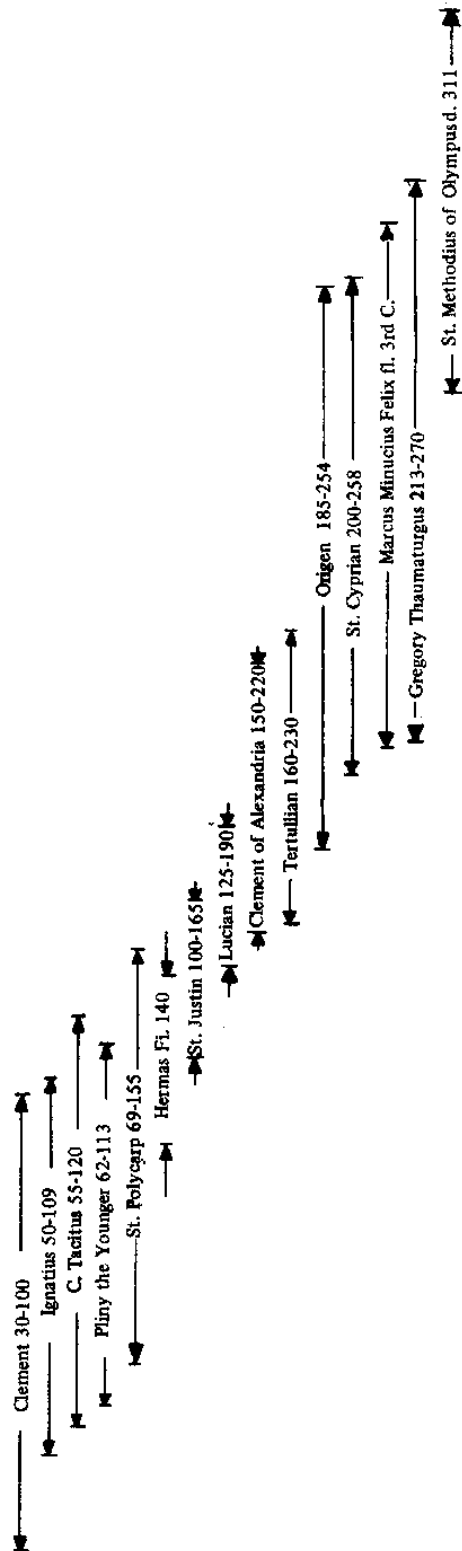 Clement 30-100
Ignatius 50-109
C. Tacitus 55-120
Pliny the Younger 62-113
St. Polycarp 69-155
Hermas Fi. 140
St. Justin 100-165
Lucian 125-190
Clement of Alexandria 150-220
Tertullian 160-230
Origen 185-254
St. Cyprian 200-258
Marcus Minucius Felix fl. 3rd C.
Gregory Thaumaturgus 213-270
St. Methodius of Olympusd. 311